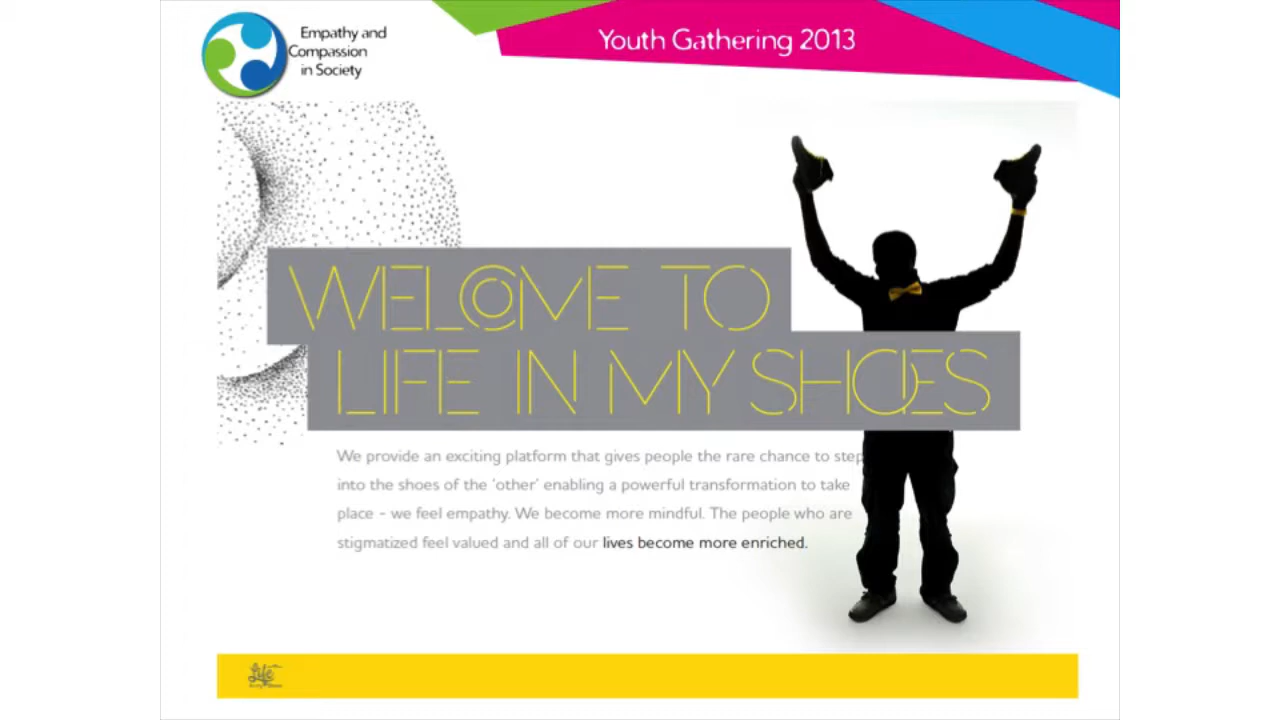 Empathy and
Compassion
in Society
Youth Gathering 2013
WELCOME TO
LIFE IN MY SHOES
We provide an exciting platform that gives people the rare chance to step
into the shoes of the 'other' enabling a powerful transformation to take
place - we feel empathy. We become more mindful. The people who are
stigmatized feel valued and all of our lives become more enriched.
Life